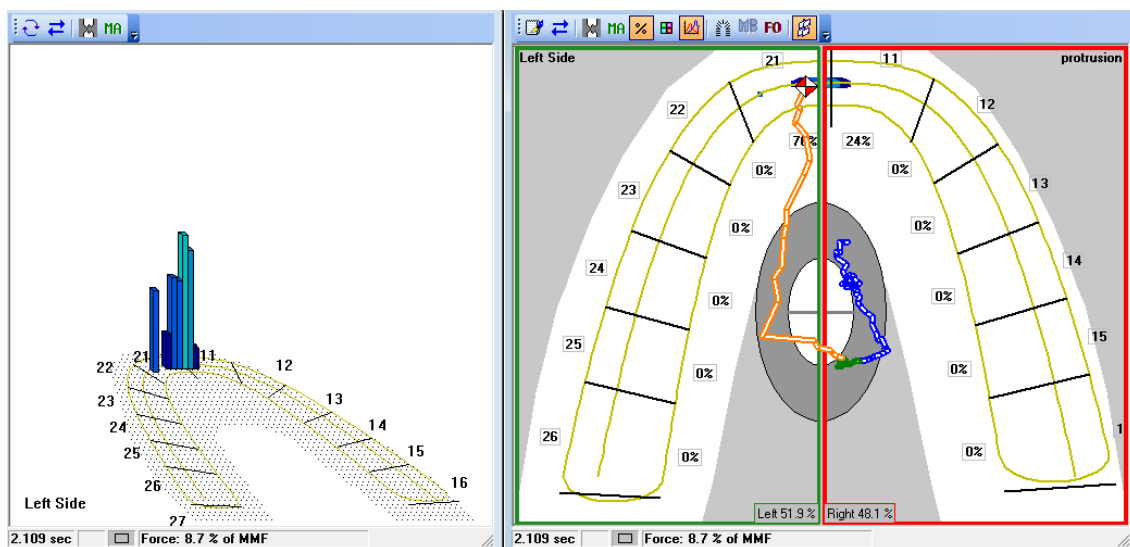 MA
MA % MB FO
Left Side
21 11
protrusion
22 12
76% 24%
0% 0%
23 13
0% 0%
24 14
0% 0%
25 15
0% 0%
26
0% 0%
Left 51.9 % Right 48.1 %
21 11
22 12
23 13
24 14
25 15
26 16
27
Left Side
2.109 sec Force: 8.7 % of MMF
2.109 sec Force: 8.7 % of MMF